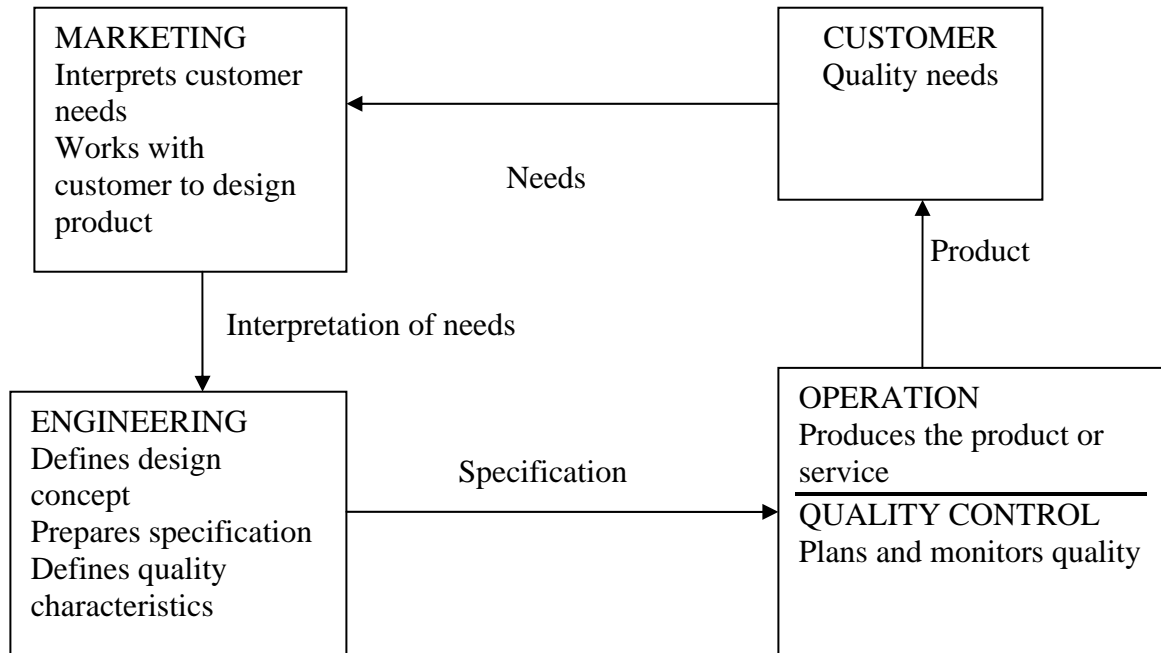 MARKETING
Interprets customer
needs
Works with
customer to design
product
CUSTOMER
Quality needs
Needs
Product
Interpretation of needs
ENGINEERING
Defines design
concept
Prepares specification
Defines quality
characteristics
Specification
OPERATION
Produces the product or
service
QUALITY CONTROL
Plans and monitors quality